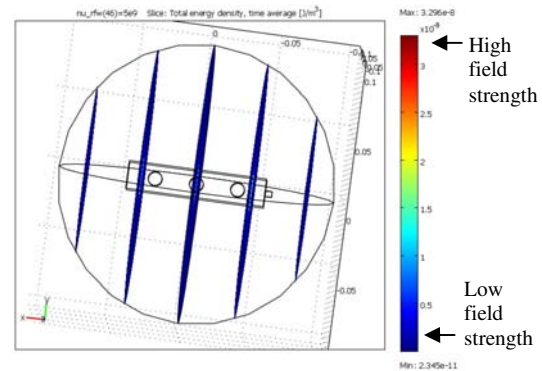 nu_rf=(46)=5e9 Slice: Total energy density, time average [J/m³]
Max: 3.296e-8
x10⁻⁹
0
-0.05
0.1
0.05
0
-0.05
3
2.5
2
1.5
1
0.5
High
field
strength
Low
field
strength
y
x
Min: 2.345e-11